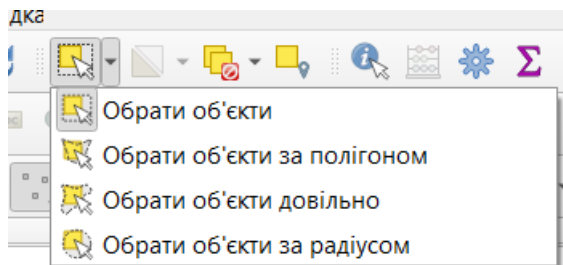 дка
Обрати об'єкти
Обрати об'єкти за полігоном
Обрати об'єкти довільно
Обрати об'єкти за радіусом